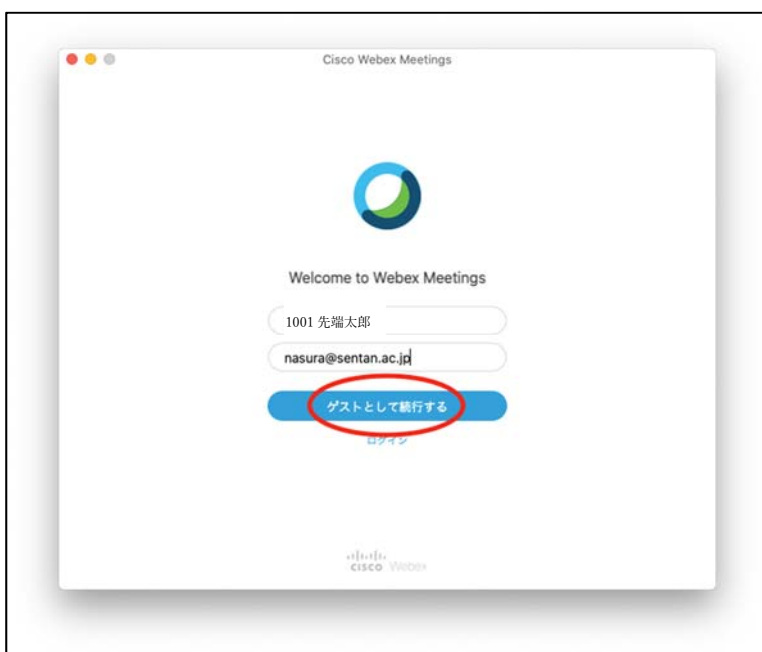 Cisco Webex Meetings
Welcome to Webex Meetings
1001 先端太郎
nasura@sentan.ac.jp
ゲストとして続行する
ログイン
cisco Webex